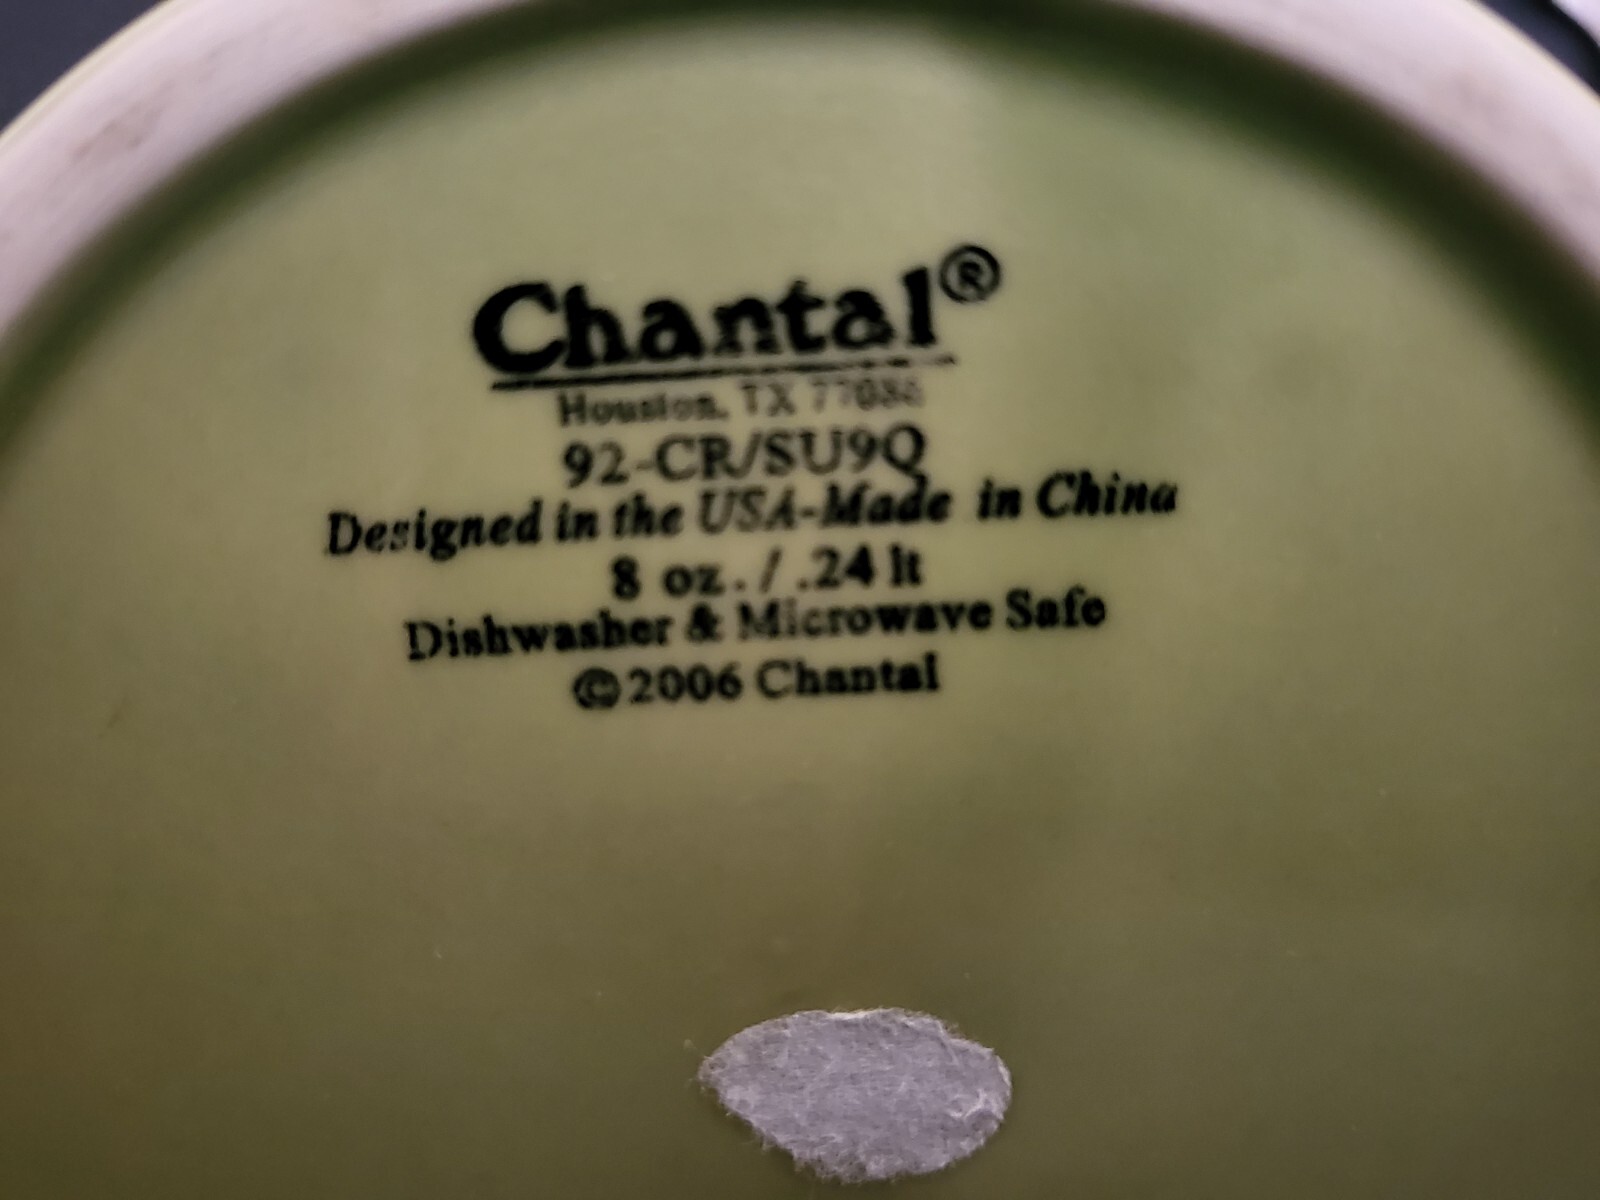 Chantal®
Houston, TX 77086
92-CR/SU9Q
Designed in the USA-Made in China
8 oz. / .24 lt
Dishwasher & Microwave Safe
©2006 Chantal